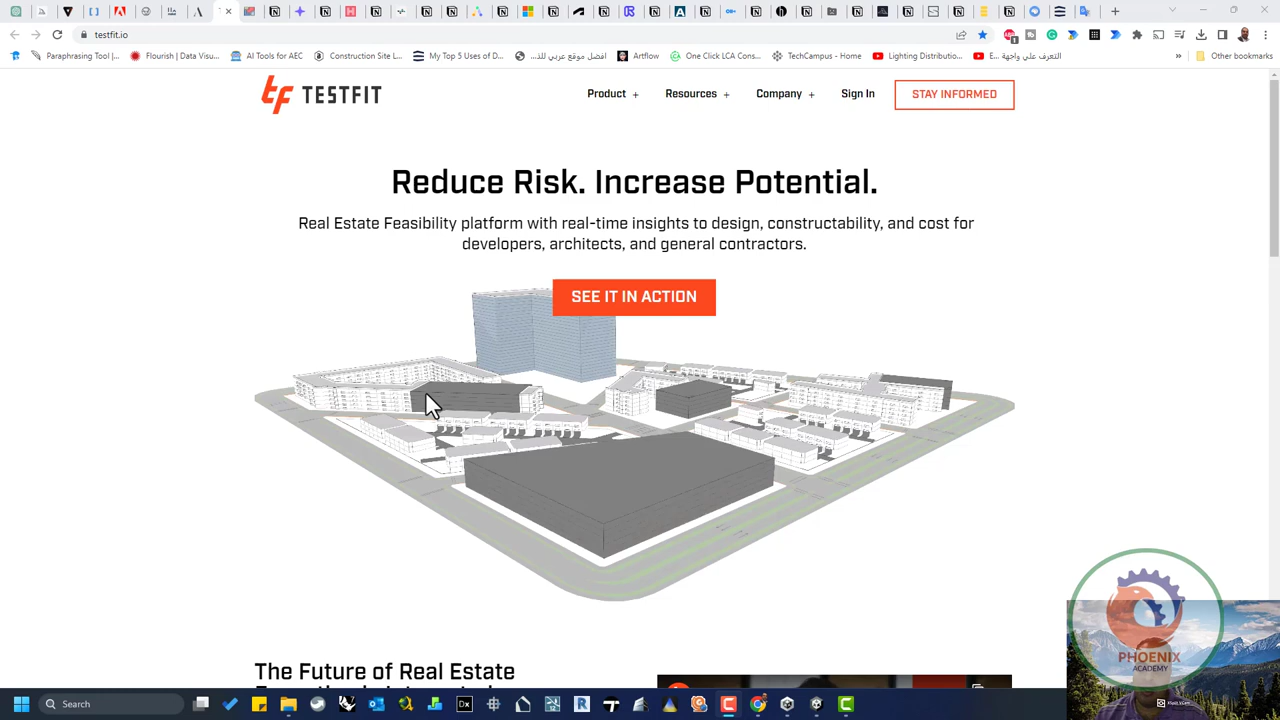 testfit.io
Paraphrasing Tool |...
Flourish | Data Visu...
AI Tools for AEC
Construction Site L...
My Top 5 Uses of D...
افضل موقع عربي للذ...
Artflow
One Click LCA Cons...
TechCampus - Home
Lighting Distributio...
التعرف علي واجهة...
»
Other bookmarks
TESTFIT
Product +
Resources +
Company +
Sign In
STAY INFORMED
Reduce Risk. Increase Potential.
Real Estate Feasibility platform with real-time insights to design, constructability, and cost for
developers, architects, and general contractors.
SEE IT IN ACTION
The Future of Real Estate
PHOENIX
ACADEMY
Search